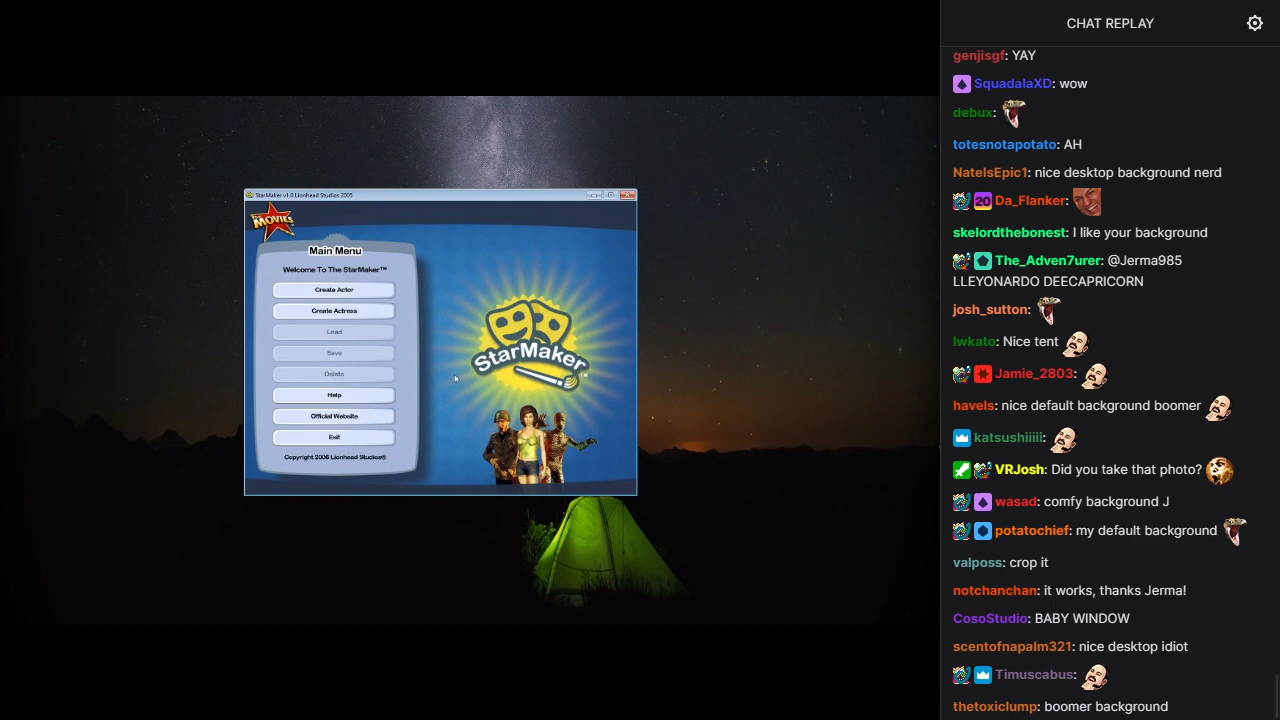 StarMaker v1.0 Lionhead Studios 2005
THE MOVIES
Main Menu
Welcome To The StarMaker™
Create Actor
Create Actress
Load
Save
Delete
Help
Official Website
Exit
Copyright 2006 Lionhead Studios®
StarMaker
CHAT REPLAY
genjisgf: YAY
SquadalaXD: wow
debux:
totesnotapotato: AH
NateIsEpic1: nice desktop background nerd
20 Da_Flanker:
skelordthebonest: I like your background
The_Adven7urer: @Jerma985
LLEYONARDO DEECAPRICORN
josh_sutton:
lwkato: Nice tent
Jamie_2803:
havels: nice default background boomer
katsushiiiii:
VRJosh: Did you take that photo?
wasad: comfy background J
potatochief: my default background
valposs: crop it
notchanchan: it works, thanks Jerma!
CosoStudio: BABY WINDOW
scentofnapalm321: nice desktop idiot
Timuscabus:
thetoxiclump: boomer background